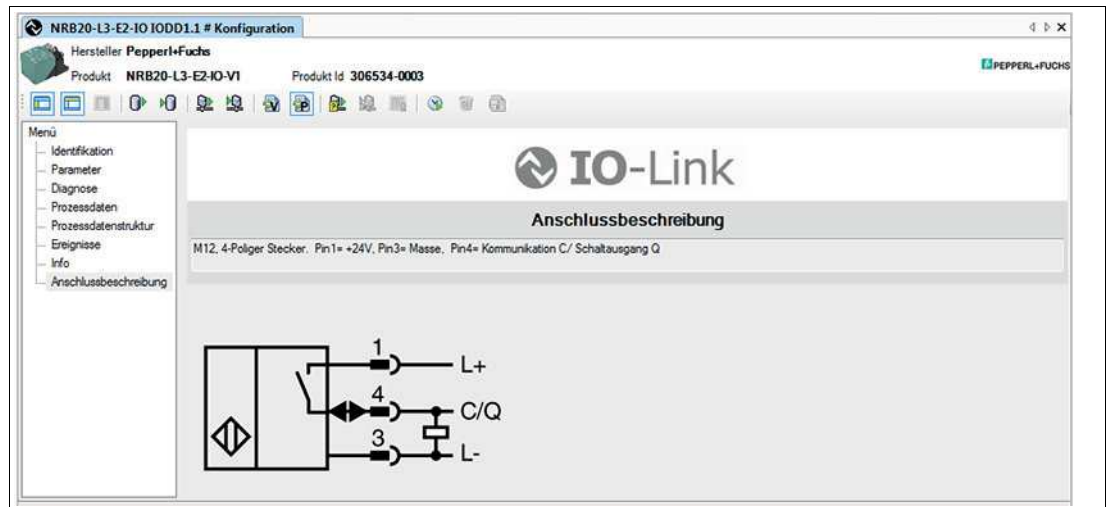 NRB20-L3-E2-IO IODD1.1 # Konfiguration
Hersteller Pepperl+Fuchs
Produkt NRB20-L3-E2-IO-V1 Produkt Id 306534-0003
PEPPERL+FUCHS
Menü
Identifikation
Parameter
Diagnose
Prozessdaten
Prozessdatenstruktur
Ereignisse
Info
Anschlussbeschreibung
IO-Link
Anschlussbeschreibung
M12, 4-Poliger Stecker. Pin1= +24V, Pin3= Masse, Pin4= Kommunikation C/ Schaltausgang Q
1
L+
4
C/Q
3
L-